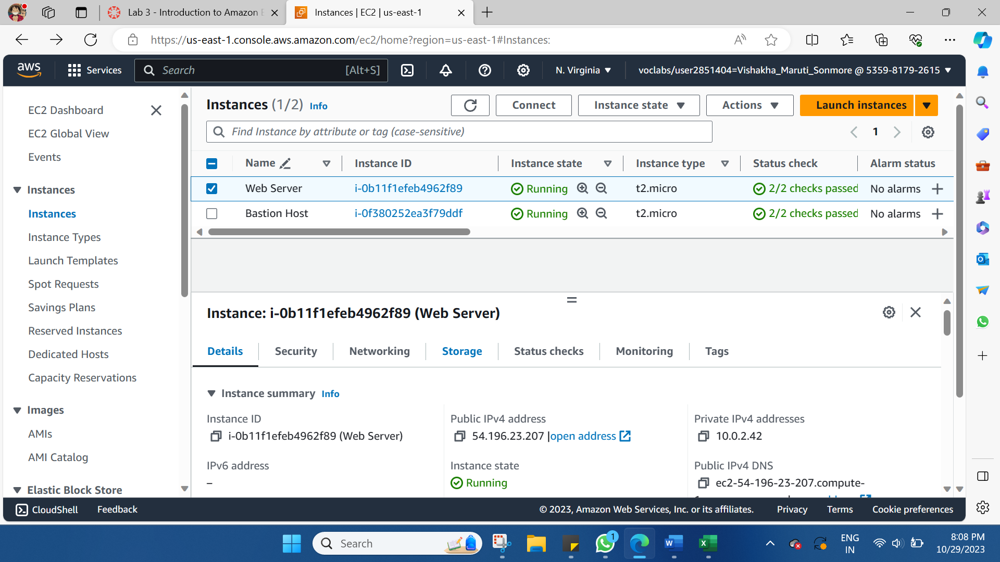 Lab 3 - Introduction to Amazon E
Instances | EC2 | us-east-1
https://us-east-1.console.aws.amazon.com/ec2/home?region=us-east-1#Instances:
aws
Services
Search
[Alt+S]
N. Virginia
voclabs/user2851404=Vishakha_Maruti_Sonmore @ 5359-8179-2615
EC2 Dashboard
EC2 Global View
Events
Instances
Instances
Instance Types
Launch Templates
Spot Requests
Savings Plans
Reserved Instances
Dedicated Hosts
Capacity Reservations
Images
AMIs
AMI Catalog
Elastic Block Store
Instances (1/2) Info
Connect
Instance state
Actions
Launch instances
Find Instance by attribute or tag (case-sensitive)
1
Name Instance ID Instance state Instance type Status check Alarm status
Web Server i-0b11f1efeb4962f89 Running t2.micro 2/2 checks passed No alarms
Bastion Host i-0f380252ea3f79ddf Running t2.micro 2/2 checks passed No alarms
Instance: i-0b11f1efeb4962f89 (Web Server)
Details Security Networking Storage Status checks Monitoring Tags
Instance summary Info
Instance ID
i-0b11f1efeb4962f89 (Web Server)
Public IPv4 address
54.196.23.207 |open address
Private IPv4 addresses
10.0.2.42
IPv6 address
–
Instance state
Running
Public IPv4 DNS
ec2-54-196-23-207.compute-
CloudShell
Feedback
© 2023, Amazon Web Services, Inc. or its affiliates.
Privacy
Terms
Cookie preferences
Search
1
ENG
IN
8:08 PM
10/29/2023